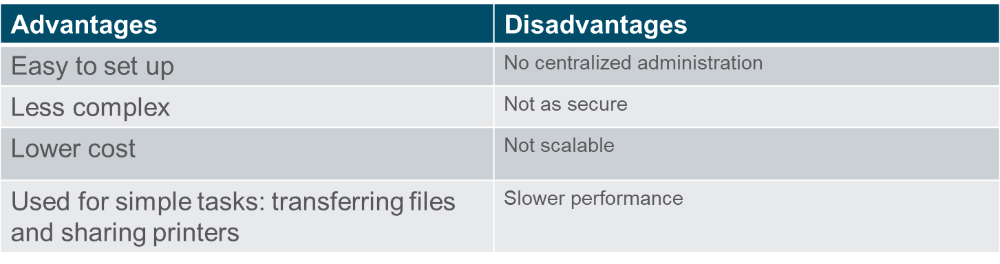 Advantages
Disadvantages
Easy to set up
No centralized administration
Less complex
Not as secure
Lower cost
Not scalable
Used for simple tasks: transferring files
and sharing printers
Slower performance